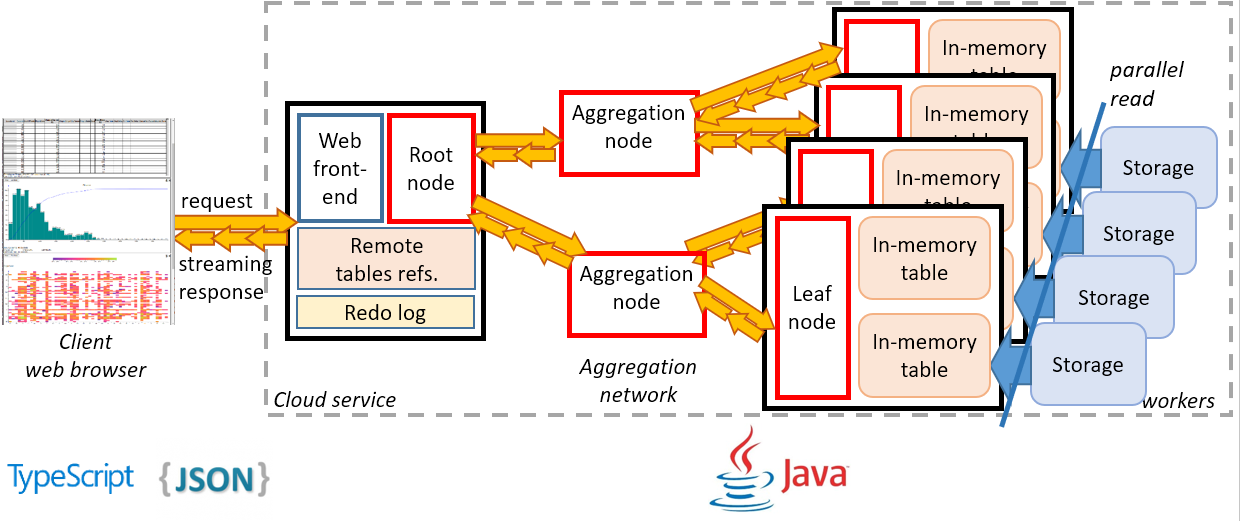 In-memory
table
parallel
read
In-memory
table
Aggregation
node
Web
front-
end
Root
node
Storage
In-memory
table
request
Remote
tables refs.
streaming
response
In-memory
table
Storage
Aggregation
node
Leaf
node
Storage
Redo log
In-memory
table
Storage
Client
web browser
Aggregation
network
Cloud service
workers
TypeScript
{JSON}
Java